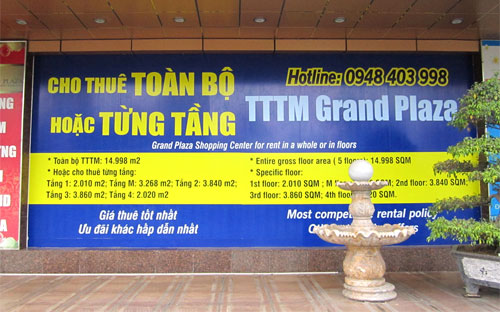 CHO THUÊ TOÀN BỘ
HOẶC TỪNG TẦNG
Hotline: 0948 403 998
TTTM Grand Plaza
Grand Plaza Shopping Center for rent in a whole or in floors
* Toàn bộ TTTM: 14.998 m2
* Hoặc cho thuê từng tầng:
Tầng 1: 2.010 m2; Tầng M: 3.268 m2; Tầng 2: 3.840 m2;
Tầng 3: 3.860 m2; Tầng 4: 2.020 m2
* Entire gross floor area ( 5 floors): 14.998 SQM
* Specific floor:
1st floor: 2.010 SQM ; M SQM; 2nd floor: 3.840 SQM.
3rd floor: 3.860 SQM; 4th floor: SQM
Giá thuê tốt nhất
Ưu đãi khác hấp dẫn nhất
Most rental policy